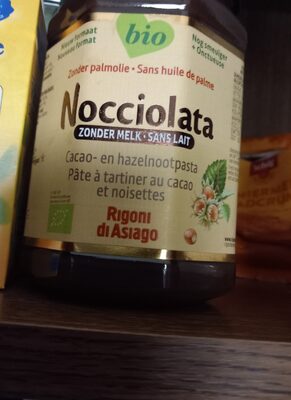 Nieuw formaat
Nouveau format
bio
Nog smeuïger
+ Onctueuse
Zonder palmolie • Sans huile de palme
Nocciolata
ZONDER MELK • SANS LAIT
Cacao- en hazelnootpasta
Pâte à tartiner au cacao
et noisettes
Rigoni
di Asiago